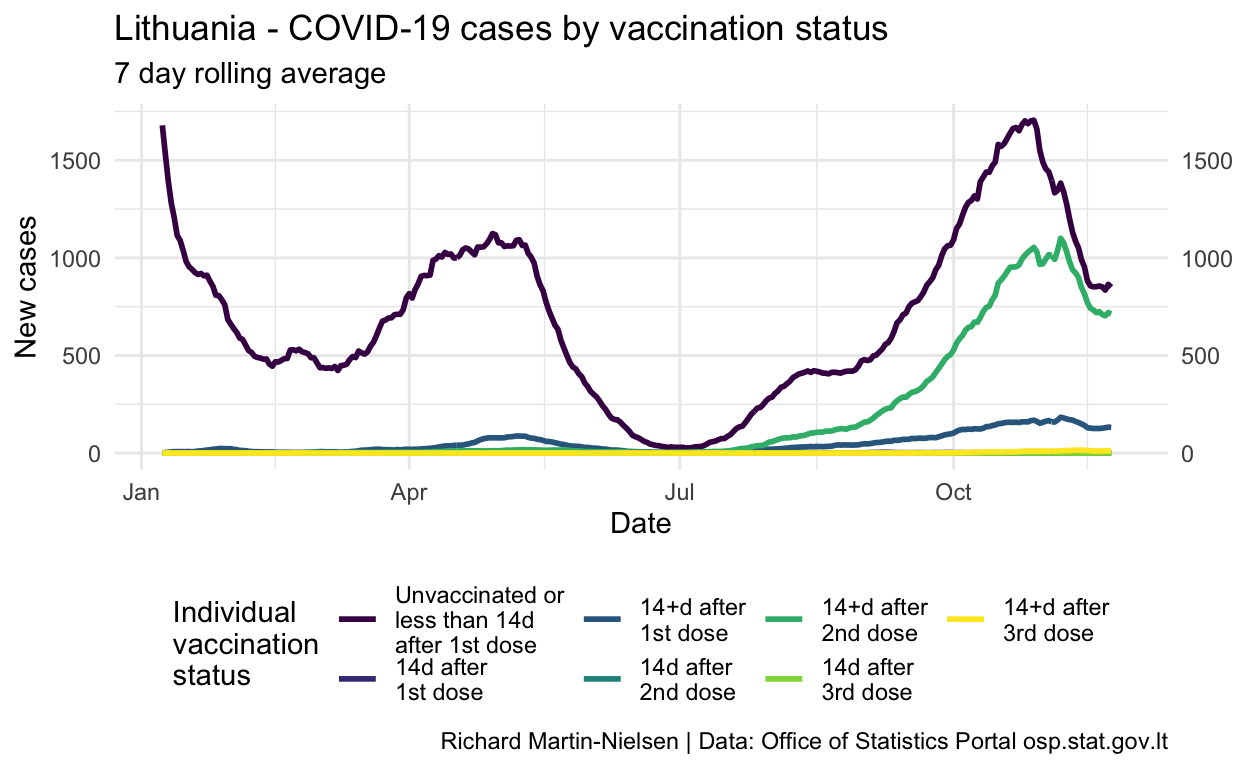 Lithuania - COVID-19 cases by vaccination status
7 day rolling average
New cases
1500
1000
500
0
1500
1000
500
0
Jan
Apr
Jul
Oct
Date
Individual
vaccination
status
Unvaccinated or
less than 14d
after 1st dose
14d after
1st dose
14+d after
1st dose
14d after
2nd dose
14+d after
2nd dose
14d after
3rd dose
14+d after
3rd dose
Richard Martin-Nielsen | Data: Office of Statistics Portal osp.stat.gov.lt